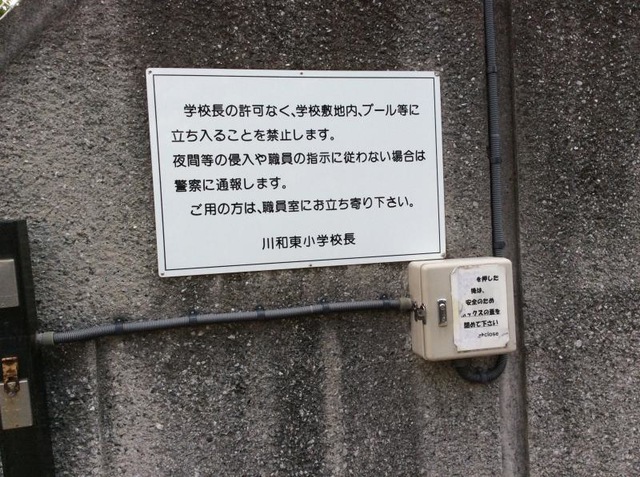 学校長の許可なく、学校敷地内、プール等に
立ち入ることを禁止します。
夜間等の侵入や職員の指示に従わない場合は
警察に通報します。
ご用の方は、職員室にお立ち寄り下さい。
川和東小学校長
を押した
後は、
安全のため
ックスの蓋を
閉めて下さい
close